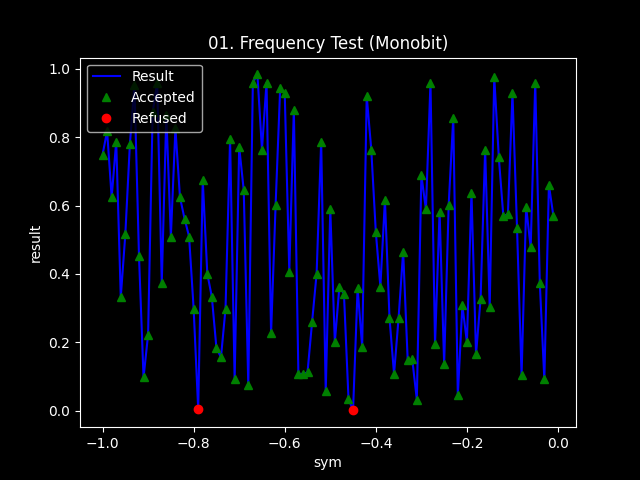 01. Frequency Test (Monobit)
Result
Accepted
Refused
1.0
0.8
0.6
0.4
0.2
0.0
result
−1.0
−0.8
−0.6
−0.4
−0.2
0.0
sym